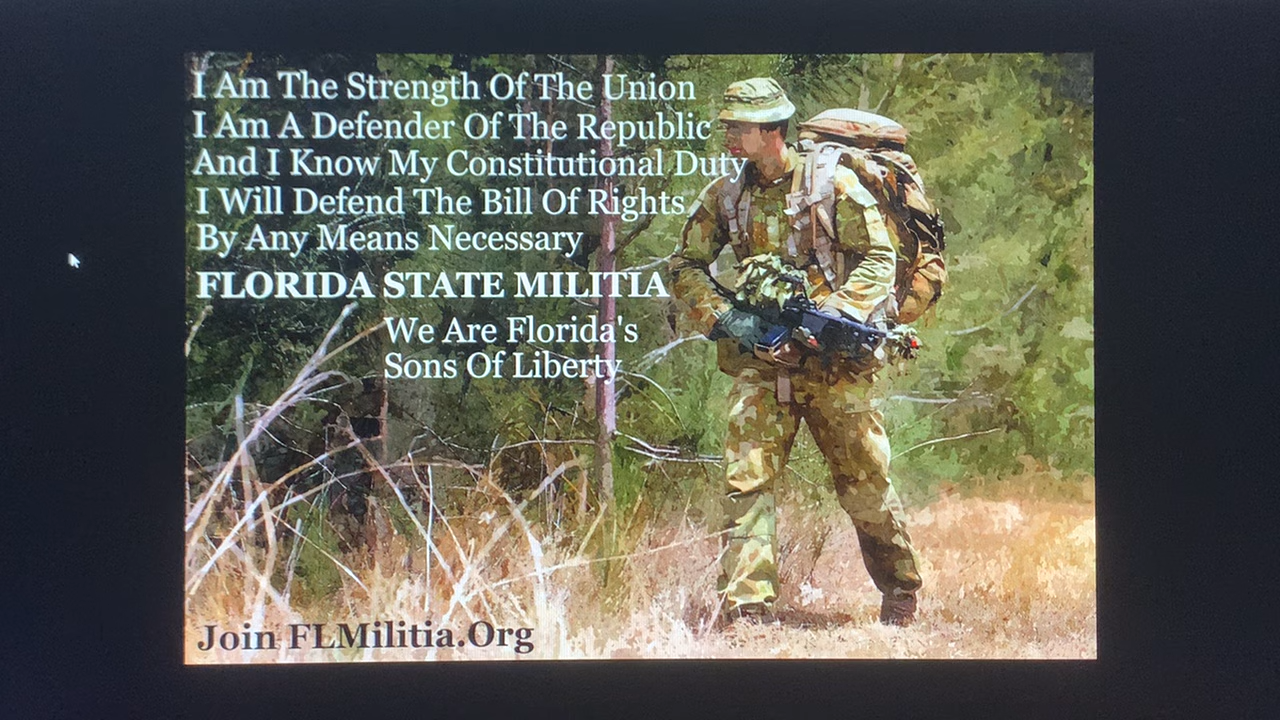 I Am The Strength Of The Union
I Am A Defender Of The Republic
And I Know My Constitutional Duty
I Will Defend The Bill Of Rights
By Any Means Necessary
FLORIDA STATE MILITIA
We Are Florida's
Sons Of Liberty
Join FLMilitia.Org